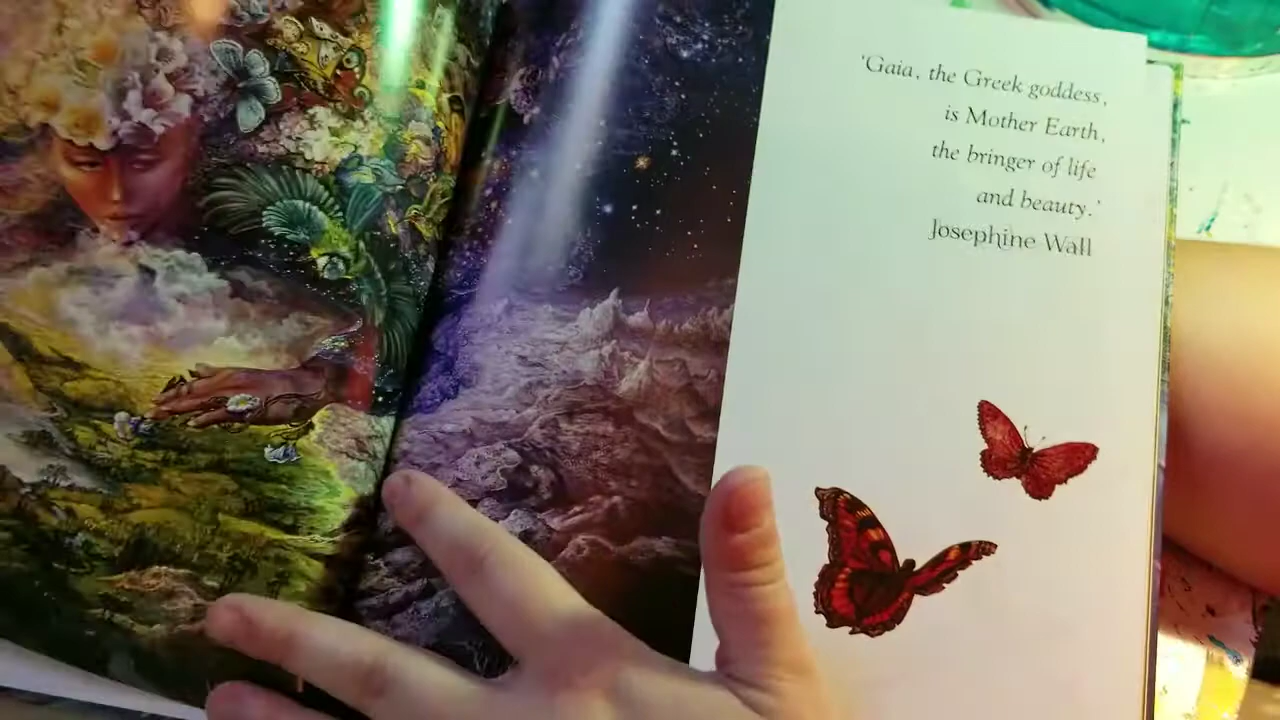 'Gaia, the Greek goddess,
is Mother Earth,
the bringer of life
and beauty.'
Josephine Wall